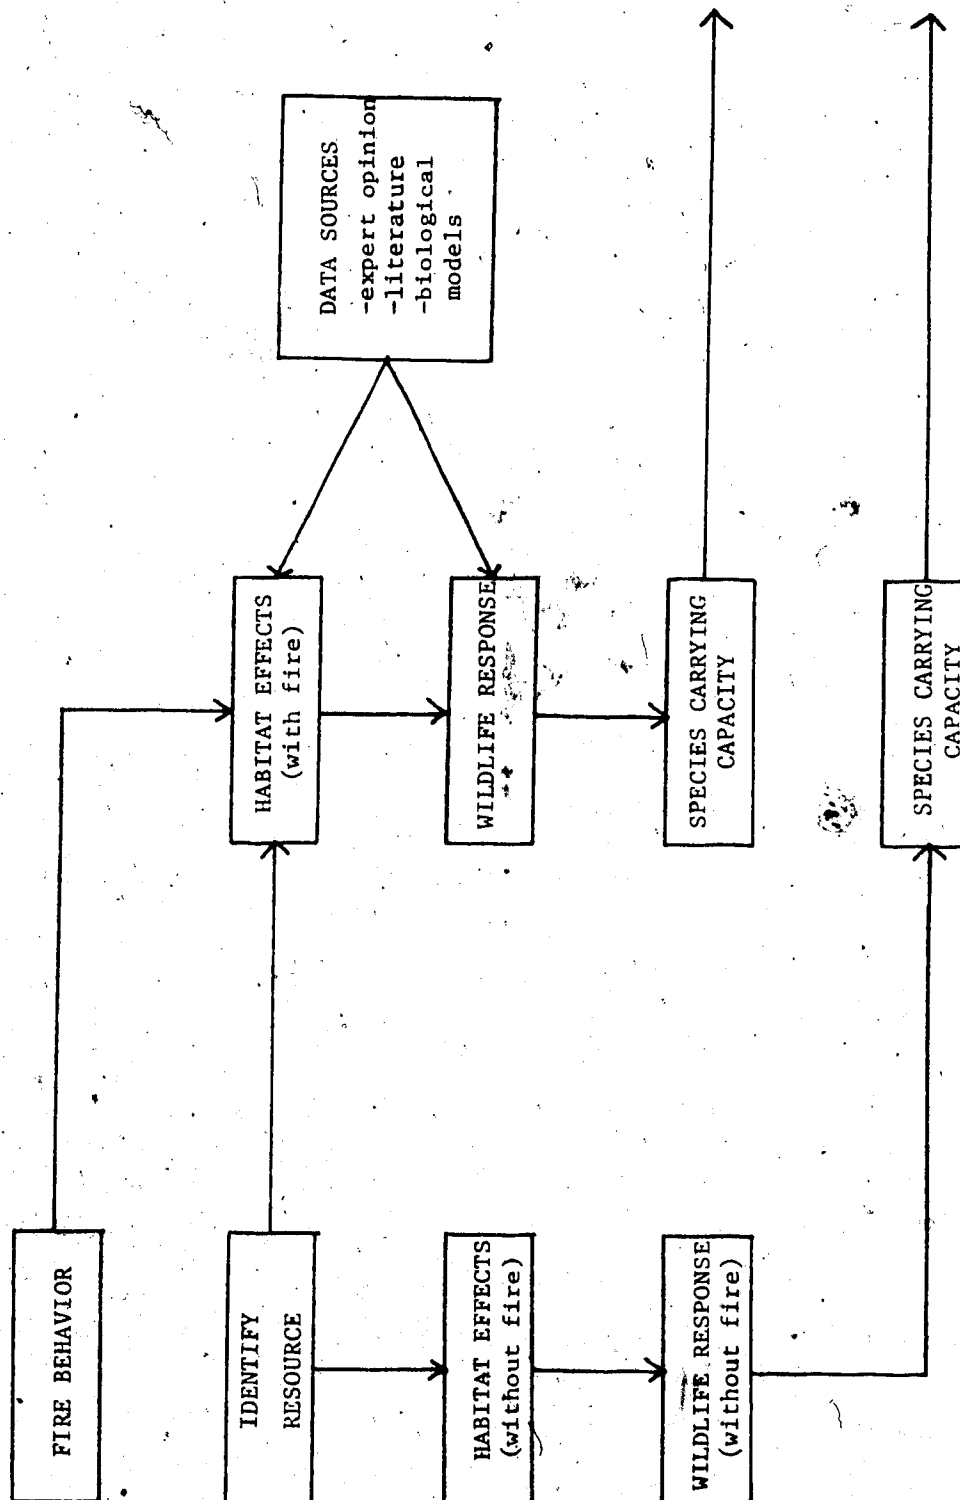 FIRE BEHAVIOR
IDENTIFY
RESOURCE
HABITAT EFFECTS
(with fire)
DATA SOURCES
-expert opinion
-literature
-biological
models
HABITAT EFFECTS
(without fire)
WILDLIFE RESPONSE
WILDLIFE RESPONSE
(without fire)
SPECIES CARRYING
CAPACITY
SPECIES CARRYING
CAPACITY